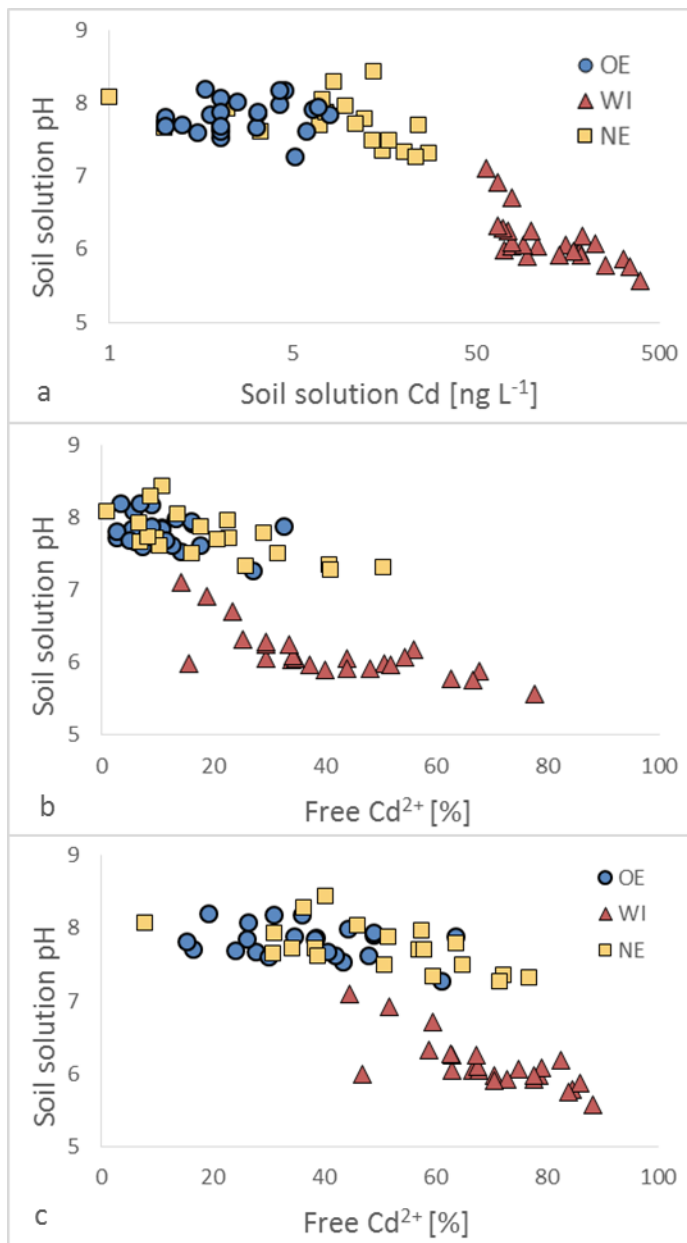 9
8
7
6
5
Soil solution pH
OE
WI
NE
1
5
50
500
Soil solution Cd [ng L⁻¹]
a
9
8
7
6
5
Soil solution pH
0
20
40
60
80
100
Free Cd²⁺ [%]
b
9
8
7
6
5
Soil solution pH
OE
WI
NE
0
20
40
60
80
100
Free Cd²⁺ [%]
c